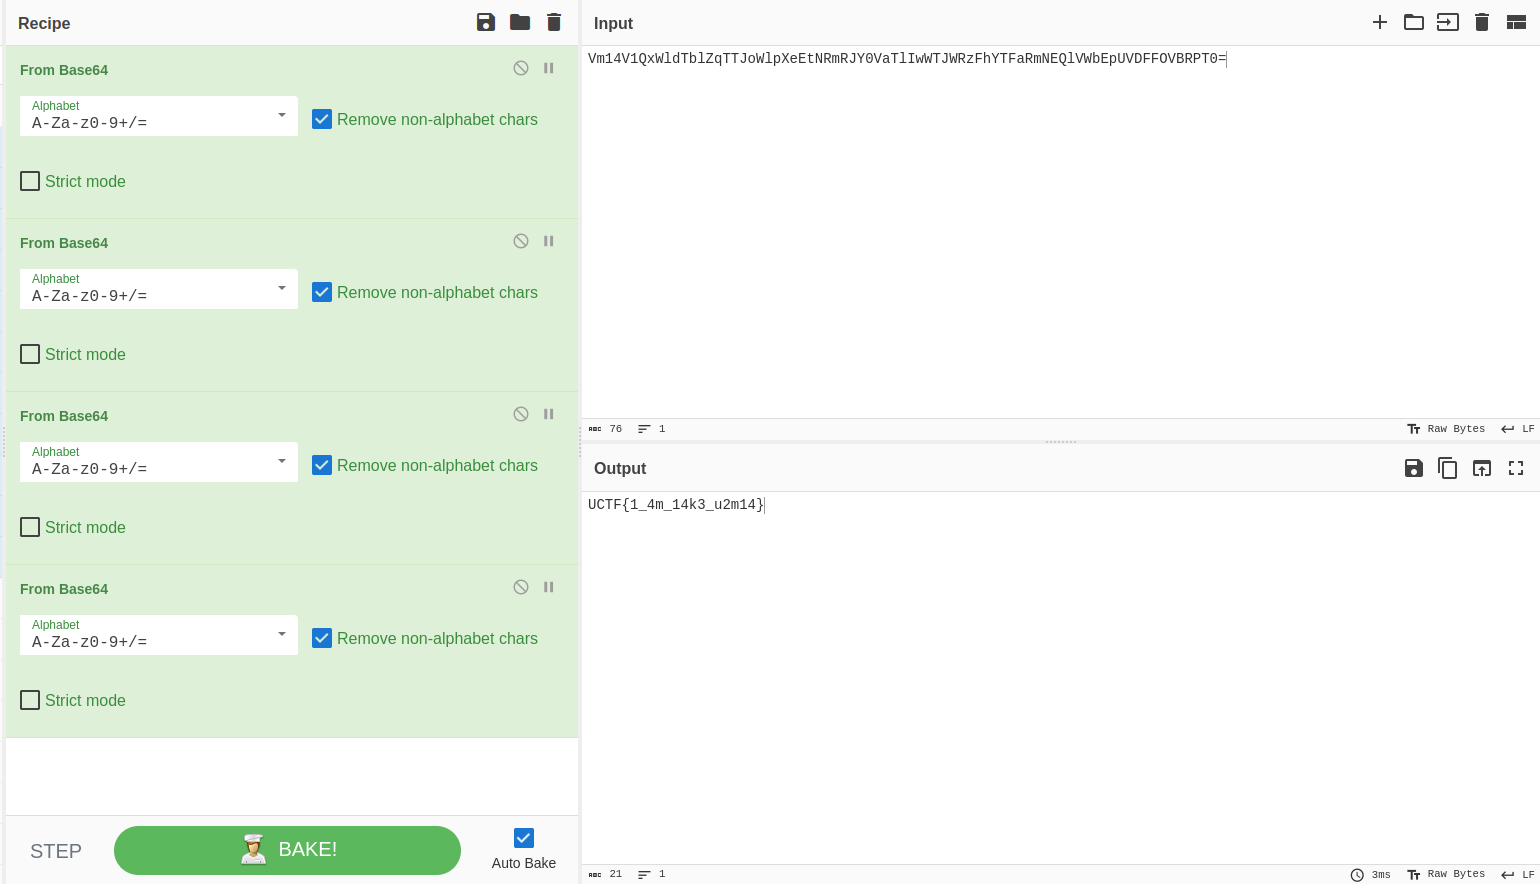 Recipe
From Base64
Alphabet
A-Za-z0-9+/=
Remove non-alphabet chars
Strict mode
From Base64
Alphabet
A-Za-z0-9+/=
Remove non-alphabet chars
Strict mode
From Base64
Alphabet
A-Za-z0-9+/=
Remove non-alphabet chars
Strict mode
From Base64
Alphabet
A-Za-z0-9+/=
Remove non-alphabet chars
Strict mode
STEP
BAKE!
Auto Bake
Input
Vm14V1QxWldTblZqTTJoWlpXeEtNRmRJY0VaTlIwWTJWRzFhYTFaRmNEQlVWbEpUVDFFOVBRPT0=
ABC 76 1
Raw Bytes LF
Output
UCTF{1_4m_14k3_u2m14}
ABC 21 1
3ms Raw Bytes LF